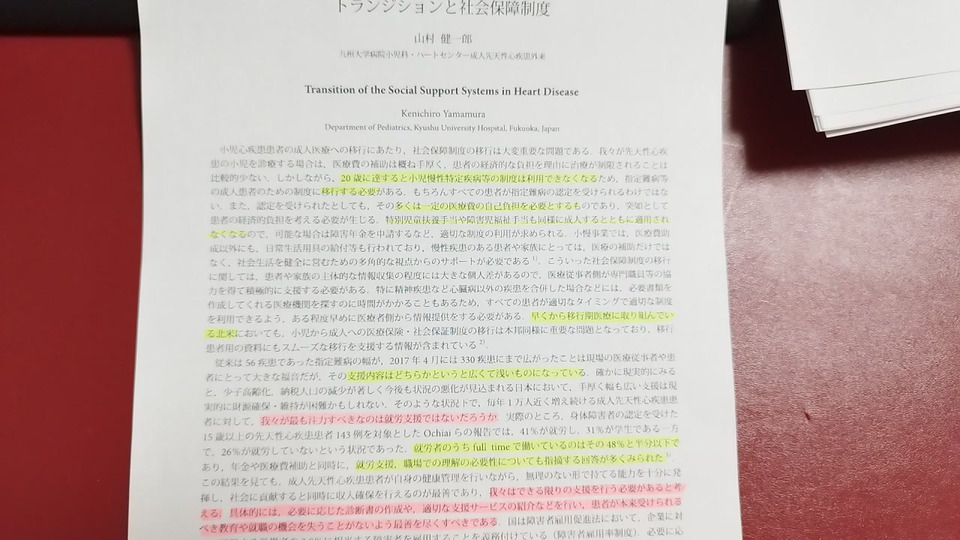 トランジションと社会保障制度
山村 健一郎
九州大学病院小児科・ハートセンター成人先天性心疾患外来
Transition of the Social Support Systems in Heart Disease
Kenichiro Yamamura
Department of Pediatrics, Kyushu University Hospital, Fukuoka, Japan
小児心疾患患者の成人医療への移行にあたり，社会保障制度の移行は大変重要な問題である．我々が先天性心疾
患の小児を診療する場合は，医療費の補助は概ね手厚く，患者の経済的な負担を理由に治療が制限されることは
比較的少ない．しかしながら，20 歳に達すると小児慢性特定疾病等の制度は利用できなくなるため，指定難病等
の成人患者のための制度に移行する必要がある．もちろんすべての患者が指定難病の認定を受けられるわけではな
い．また，認定を受けられたとしても，その多くは一定の医療費の自己負担を必要とするものであり，突如として
患者の経済的負担を考える必要が生じる．特別児童扶養手当や障害児福祉手当も同様に成人するとともに適用され
なくなるので，可能な場合は障害年金を申請するなど，適切な制度の利用が求められる．小慢事業では，医療費助
成以外にも，日常生活用具の給付等も行われており，慢性疾患のある患者や家族にとっては，医療の補助だけでは
なく，社会生活を健全に営むための多角的な視点からのサポートが必要である 1)．こういった社会保障制度の移行
に関しては，患者や家族の主体的な情報収集の程度には大きな個人差があるので，医療従事者側が専門職員等の協
力を得て積極的に支援する必要がある．特に精神疾患など心臓病以外の疾患を合併した場合などには，必要書類を
作成してくれる医療機関を探すのに時間がかかることもあるため，すべての患者が適切なタイミングで適切な制度
を利用できるよう，ある程度早めに医療者側から情報提供をする必要がある．早くから移行期医療に取り組んでい
る北米においても，小児から成人への医療保険・社会保証制度の移行は本邦同様に重要な問題となっており，移行
患者用の資料にもスムーズな移行を支援する情報が含まれている 2)．
従来は 56 疾患であった指定難病の幅が，2017 年 4 月には 330 疾患にまで広がったことは現場の医療従事者や患
者にとって大きな福音だが，その支援内容はどちらかというと広くて浅いものになっている．確かに現実的にみる
と，少子高齢化，納税人口の減少が著しく今後も状況の悪化が見込まれる日本において，手厚く幅も広い支援は現
実的に財源確保・維持が困難かもしれない．そのような状況下で，毎年 1 万人近く増え続ける成人先天性心疾患
者に対して，我々が最も注力すべきなのは就労支援ではないだろうか．実際のところ，身体障害者の認定を受けた
15 歳以上の先天性心疾患患者 143 例を対象とした Ochiai らの報告では，41%が就労し，31%が学生である一方
で，26%が就労していないという状況であった．就労者のうち full time で働いているのはその 48%と半分以下で
あり，年金や医療費補助と同時に，就労支援，職場での理解の必要性についても指摘する回答が多くみられた
この結果を見ても，成人先天性心疾患患者が自身の健康管理を行いながら，無理のない形で持てる能力を十分に発
揮し，社会に貢献すると同時に収入確保を行えるのが最善であり，我々はできる限りの支援を行う必要があると考
える．具体的には，必要に応じた診断書の作成や，適切な支援サービスの紹介などを行い，患者が本来受けられる
べき教育や就職の機会を失うことがないよう最善を尽くすべきである．国は障害者雇用促進法において，企業に対